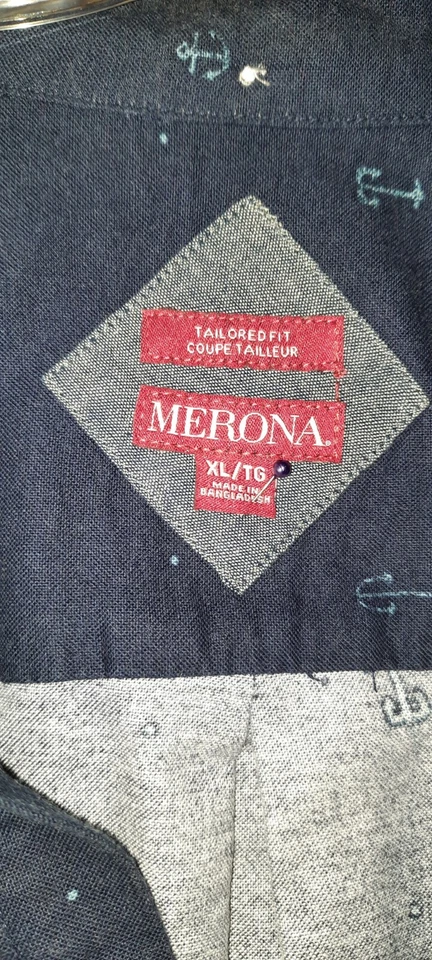 TAILORED FIT
COUPE TAILLEUR
MERONA®
XL/TG
MADE IN
BANGLADESH